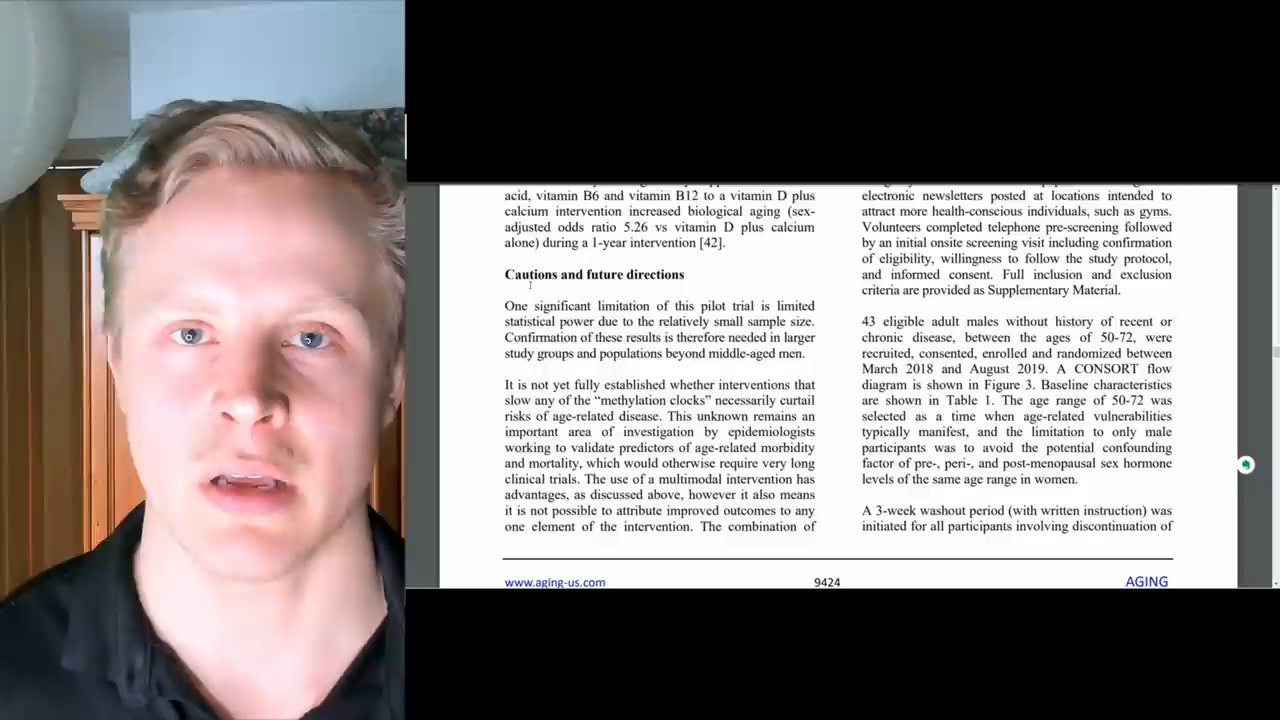 acid, vitamin B6 and vitamin B12 to a vitamin D plus
calcium intervention increased biological aging (sex-
adjusted odds ratio 5.26 vs vitamin D plus calcium
alone) during a 1-year intervention [42].
Cautions and future directions
One significant limitation of this pilot trial is limited
statistical power due to the relatively small sample size.
Confirmation of these results is therefore needed in larger
study groups and populations beyond middle-aged men.
It is not yet fully established whether interventions that
slow any of the “methylation clocks” necessarily curtail
risks of age-related disease. This unknown remains an
important area of investigation by epidemiologists
working to validate predictors of age-related morbidity
and mortality, which would otherwise require very long
clinical trials. The use of a multimodal intervention has
advantages, as discussed above, however it also means
it is not possible to attribute improved outcomes to any
one element of the intervention. The combination of
electronic newsletters posted at locations intended to
attract more health-conscious individuals, such as gyms.
Volunteers completed telephone pre-screening followed
by an initial onsite screening visit including confirmation
of eligibility, willingness to follow the study protocol,
and informed consent. Full inclusion and exclusion
criteria are provided as Supplementary Material.
43 eligible adult males without history of recent or
chronic disease, between the ages of 50-72, were
recruited, consented, enrolled and randomized between
March 2018 and August 2019. A CONSORT flow
diagram is shown in Figure 3. Baseline characteristics
are shown in Table 1. The age range of 50-72 was
selected as a time when age-related vulnerabilities
typically manifest, and the limitation to only male
participants was to avoid the potential confounding
factor of pre-, peri-, and post-menopausal sex hormone
levels of the same age range in women.
A 3-week washout period (with written instruction) was
initiated for all participants involving discontinuation of
www.aging-us.com
9424
AGING